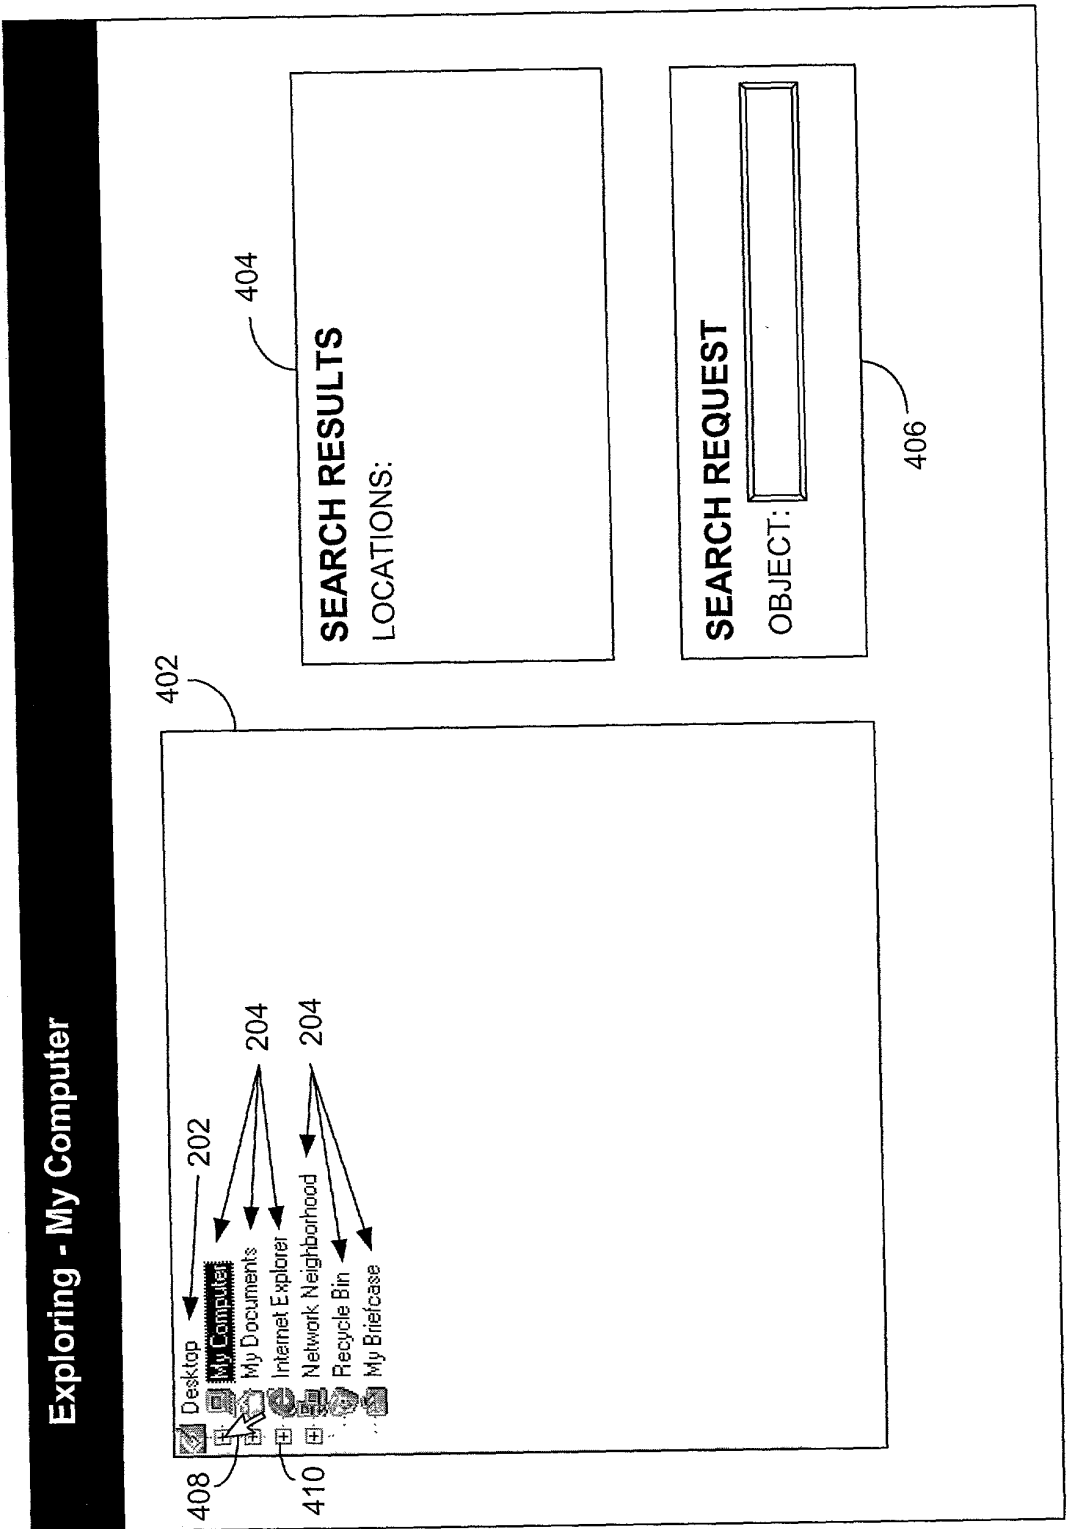 Exploring - My Computer
402
Desktop
202
My Computer
My Documents
204
Internet Explorer
Network Neighborhood
204
Recycle Bin
My Briefcase
408
410
404
SEARCH RESULTS
LOCATIONS:
SEARCH REQUEST
OBJECT:
406